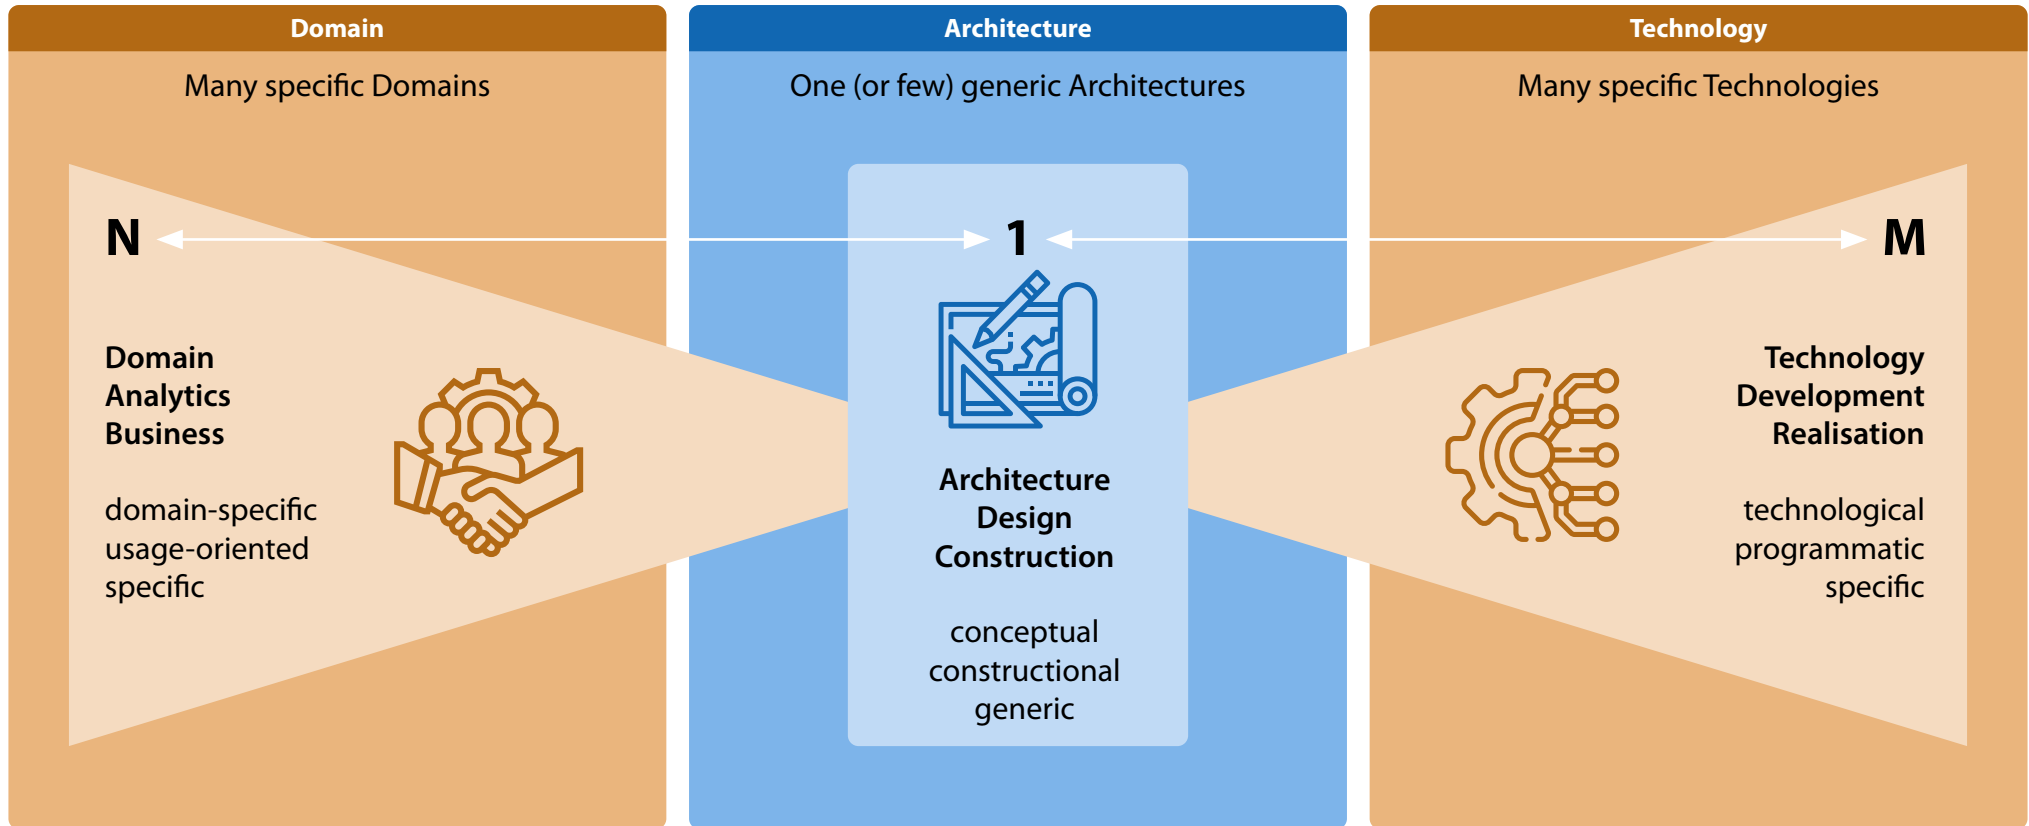 Domain
Many specific Domains
N
Domain
Analytics
Business
domain-specific
usage-oriented
specific
Architecture
One (or few) generic Architectures
1
Architecture
Design
Construction
conceptual
constructional
generic
Technology
Many specific Technologies
M
Technology
Development
Realisation
technological
programmatic
specific